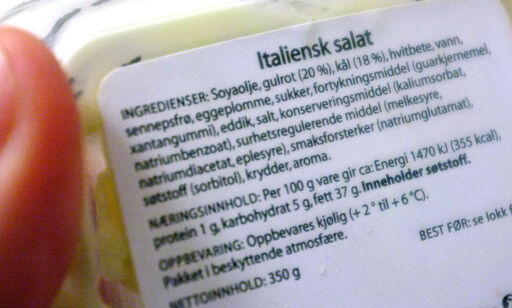 Italiensk salat
INGREDIENSER: Soyaolje, gulrot (20 %), kål (18 %), hvitbete, vann,
sennepsfrø, eggeplomme, sukker, fortykningsmiddel (guarkjernemel,
xantangummi), eddik, salt, konserveringsmiddel (kaliumsorbat,
natriumbenzoat), surhetsregulerende middel (melkesyre,
natriumdiacetat, eplesyre), smaksforsterker (natriumglutamat),
søtstoff (sorbitol), krydder, aroma.
NÆRINGSINNHOLD: Per 100 g vare gir ca: Energi 1470 kJ (355 kcal)
protein 1 g, karbohydrat 5 g, fett 37 g. Inneholder søtstoff.
OPPBEVARING: Oppbevares kjølig (+ 2 ° til + 6 °C).
Pakket i beskyttende atmosfære.
BEST FØR: se lokk
NETTOINNHOLD: 350 g